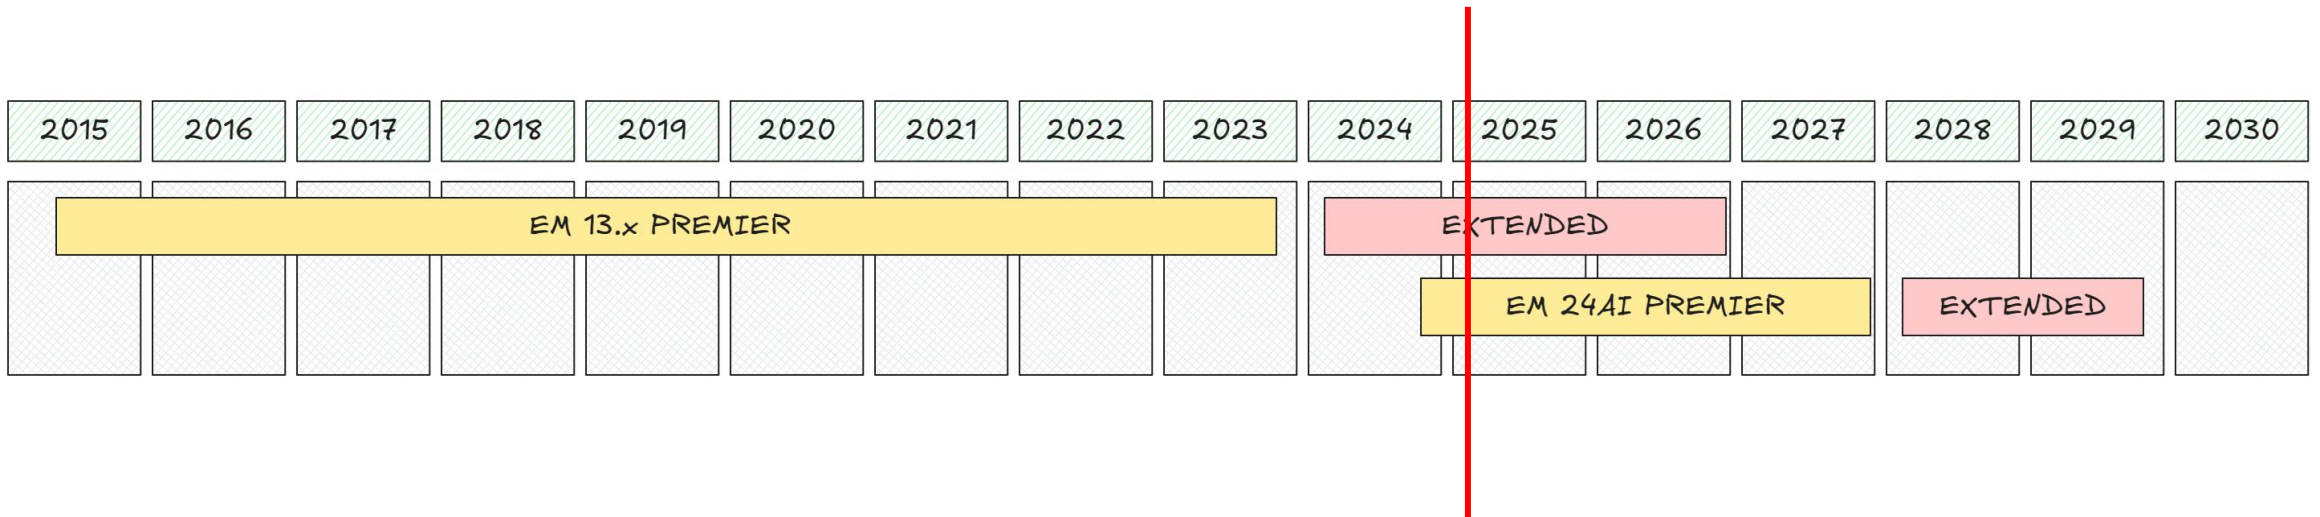 2015 2016 2017 2018 2019 2020 2021 2022 2023 2024 2025 2026 2027 2028 2029 2030
EM 13.x PREMIER EXTENDED
EM 24AI PREMIER EXTENDED